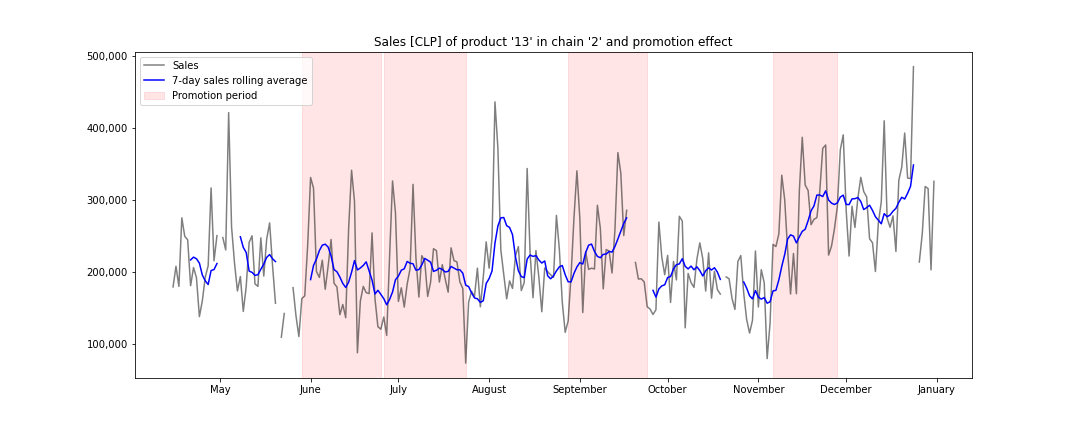 Sales [CLP] of product '13' in chain '2' and promotion effect
500,000
400,000
300,000
200,000
100,000
Sales
7-day sales rolling average
Promotion period
May
June
July
August
September
October
November
December
January